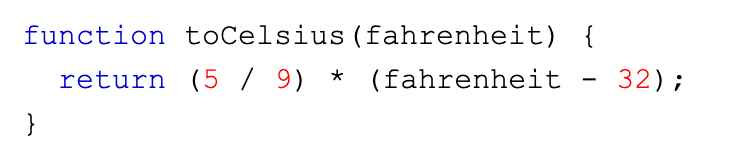 function toCelsius(fahrenheit) {
  return (5 / 9) * (fahrenheit - 32);
}